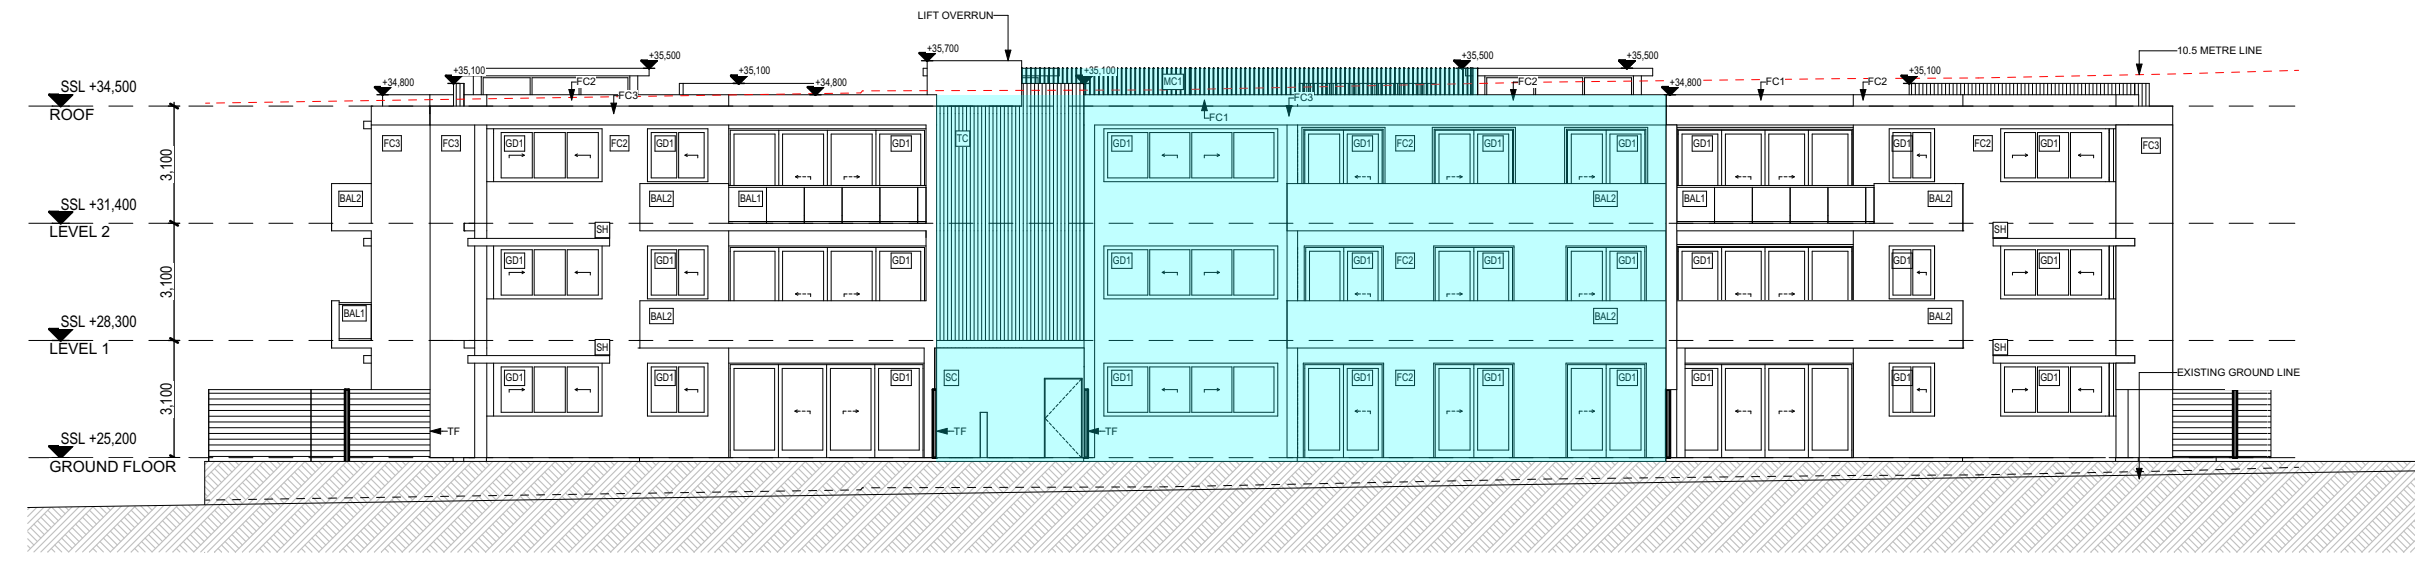 LIFT OVERRUN
+35,700
+35,500
+35,500
+35,500
10.5 METRE LINE
+35,100
+35,100
+35,100
+35,100
SSL +34,500
+34,800
FC2
+34,800
MC1
FC2
+34,800
FC1
FC2
ROOF
FC3
FC3
FC1
FC3
FC3
GD1
FC2
GD1
GD1
TC
GD1
GD1
FC2
GD1
GD1
GD1
GD1
FC2
GD1
FC3
3,100
BAL2
BAL2
BAL1
BAL2
BAL1
BAL2
SSL +31,400
LEVEL 2
SH
SH
GD1
GD1
GD1
GD1
GD1
FC2
GD1
GD1
GD1
GD1
GD1
3,100
BAL1
BAL2
BAL2
BAL2
SSL +28,300
LEVEL 1
SH
SH
GD1
GD1
GD1
SC
GD1
GD1
FC2
GD1
GD1
GD1
GD1
GD1
EXISTING GROUND LINE
3,100
TF
TF
TF
SSL +25,200
GROUND FLOOR